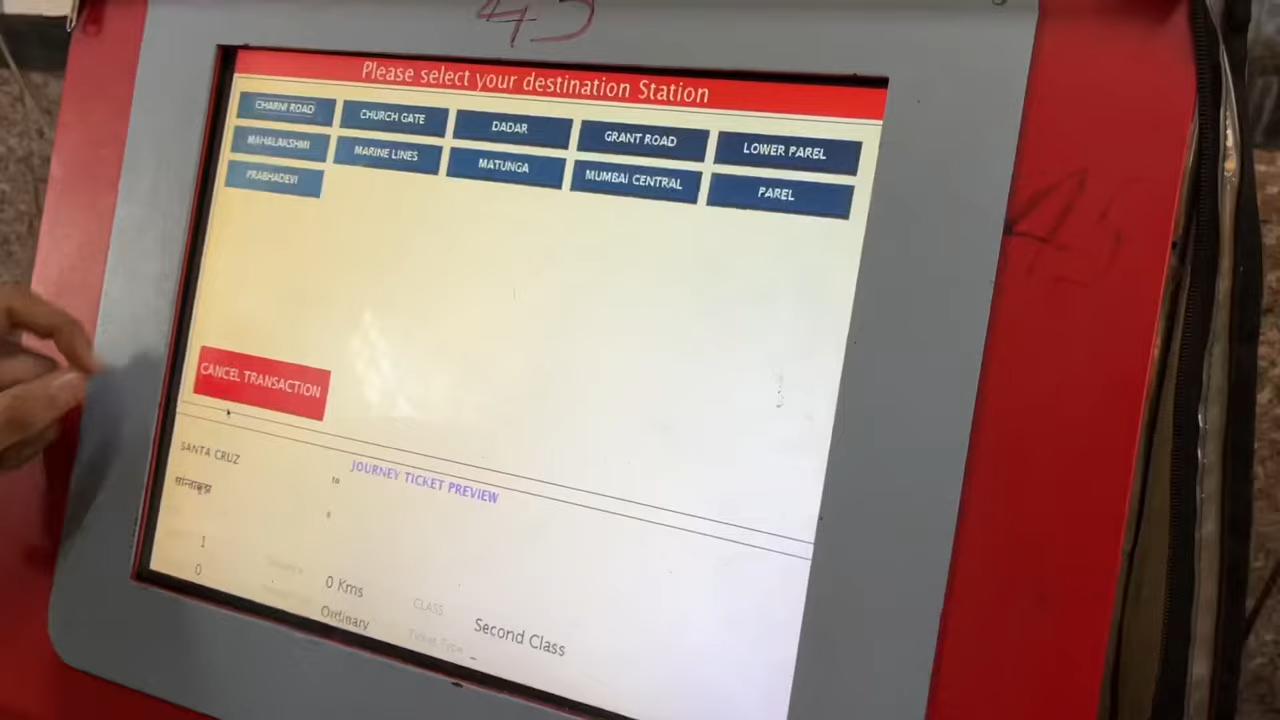 43
Please select your destination Station
CHARNI ROAD CHURCH GATE DADAR GRANT ROAD LOWER PAREL
MAHALAKSHMI MARINE LINES MATUNGA MUMBAI CENTRAL PAREL
PRABHADEVI
43
CANCEL TRANSACTION
JOURNEY TICKET PREVIEW
SANTA CRUZ to
सान्ताक्रूझ
1
0 0 Kms CLASS Second Class
Ordinary Ticket Type _